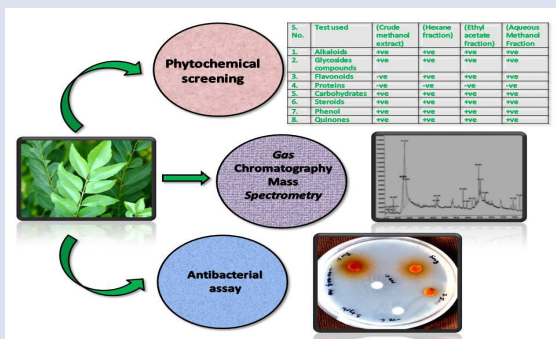 Phytochemical
screening
S. No. Test used (Crude methanol extract) (Hexane fraction) (Ethyl acetate fraction) (Aqueous Methanol Fraction
1. Alkaloids +ve +ve +ve +ve
2. Glycosides compounds +ve +ve +ve +ve
3. Flavonoids -ve +ve +ve +ve
4. Proteins -ve -ve -ve -ve
5. Carbohydrates +ve +ve +ve +ve
6. Steroids +ve +ve +ve +ve
7. Phenol +ve +ve +ve +ve
8. Quinones +ve +ve +ve +ve
Gas
Chromatography
Mass
Spectrometry
Antibacterial
assay